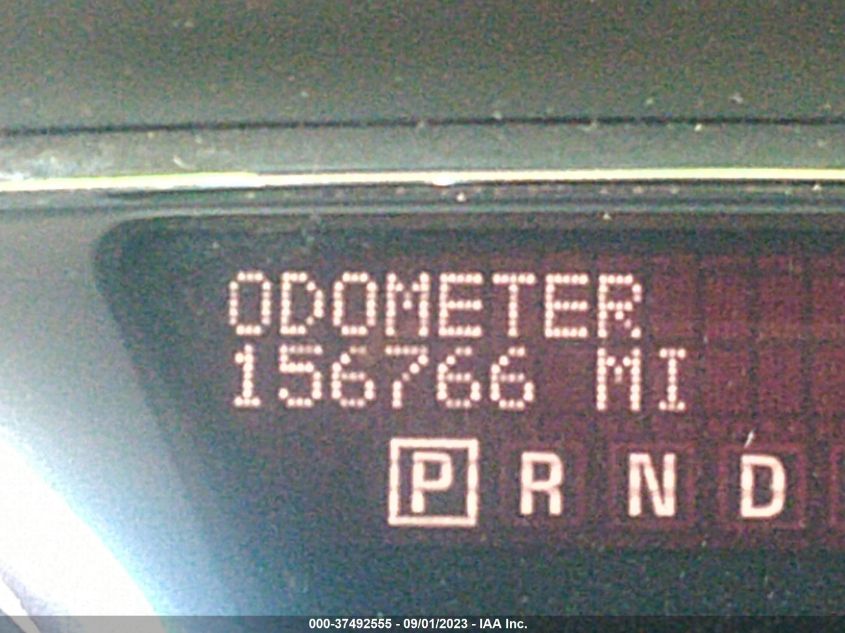 ODOMETER
156766 MI
P R N D
000-37492555 - 09/01/2023 - IAA Inc.